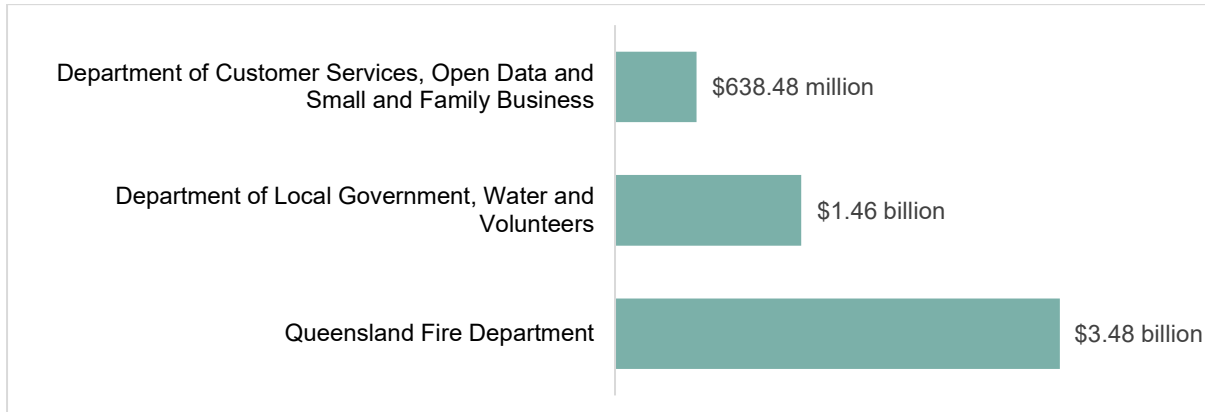 Department of Customer Services, Open Data and
Small and Family Business
$638.48 million
Department of Local Government, Water and
Volunteers
$1.46 billion
Queensland Fire Department
$3.48 billion